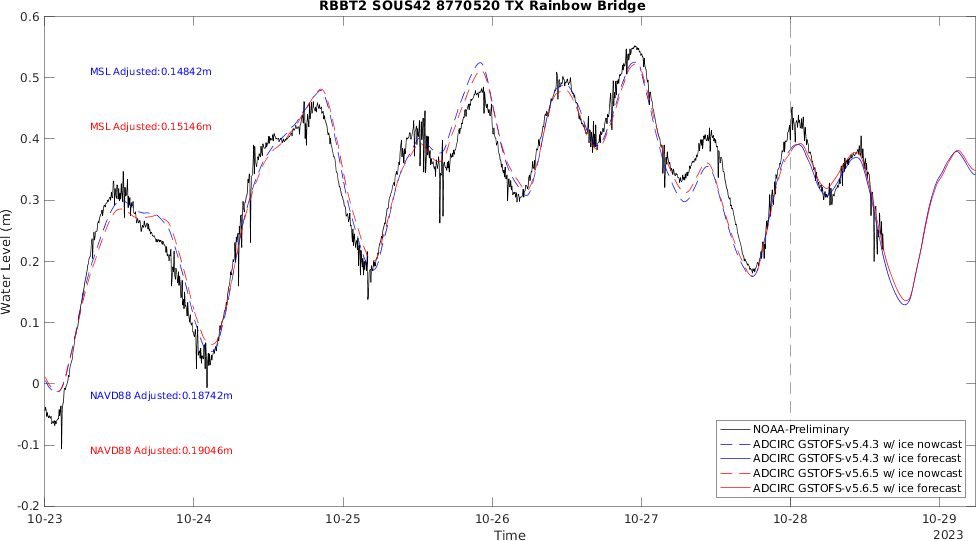 RBBT2 SOUS42 8770520 TX Rainbow Bridge
0.6
0.5
0.4
0.3
0.2
0.1
0
-0.1
-0.2
Water Level (m)
MSL Adjusted:0.14842m
MSL Adjusted:0.15146m
NAVD88 Adjusted:0.18742m
NAVD88 Adjusted:0.19046m
NOAA-Preliminary
ADCIRC GSTOFS-v5.4.3 w/ ice nowcast
ADCIRC GSTOFS-v5.4.3 w/ ice forecast
ADCIRC GSTOFS-v5.6.5 w/ ice nowcast
ADCIRC GSTOFS-v5.6.5 w/ ice forecast
10-23 10-24 10-25 10-26 10-27 10-28 10-29
Time
2023